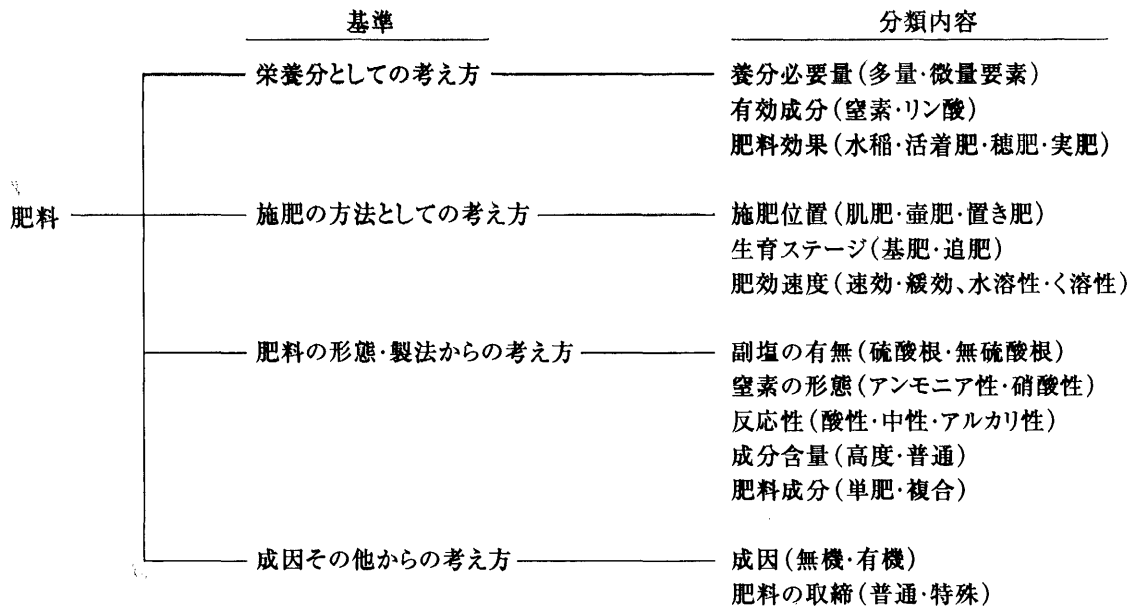 基準 分類内容
栄養分としての考え方 養分必要量(多量・微量要素)
有効成分(窒素・リン酸)
肥料効果(水稲・活着肥・穂肥・実肥)
肥料 施肥の方法としての考え方 施肥位置(肌肥・壷肥・置き肥)
生育ステージ(基肥・追肥)
肥効速度(速効・緩効、水溶性・く溶性)
肥料の形態・製法からの考え方 副塩の有無(硫酸根・無硫酸根)
窒素の形態(アンモニア性・硝酸性)
反応性(酸性・中性・アルカリ性)
成分含量(高度・普通)
肥料成分(単肥・複合)
成因その他からの考え方 成因(無機・有機)
肥料の取締(普通・特殊)